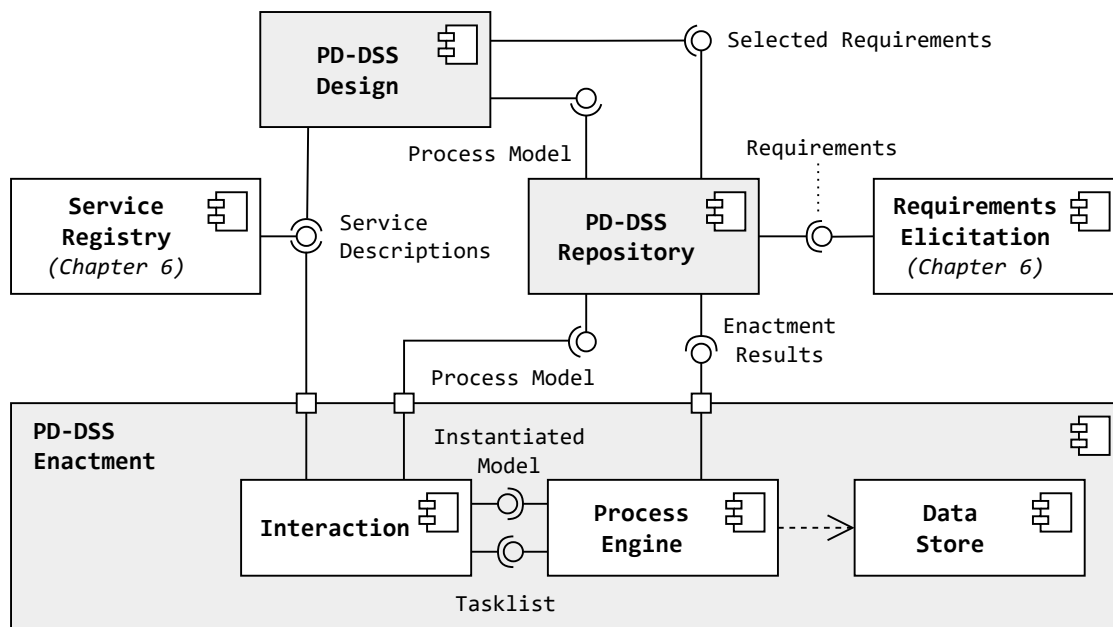 PD-DSS
Design
Selected Requirements
Process Model
Requirements
Service
Registry
(Chapter 6)
Service
Descriptions
PD-DSS
Repository
Requirements
Elicitation
(Chapter 6)
Enactment
Results
Process Model
PD-DSS
Enactment
Instantiated
Model
Interaction
Process
Engine
Data
Store
Tasklist